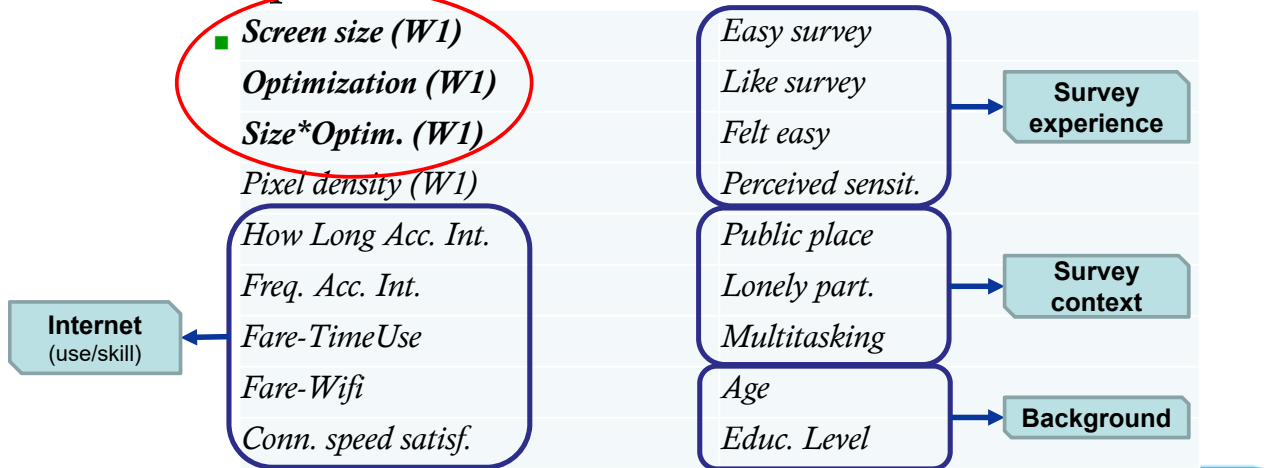 Screen size (W1)
Optimization (W1)
Size*Optim. (W1)
Pixel density (W1)
How Long Acc. Int.
Freq. Acc. Int.
Fare-TimeUse
Fare-Wifi
Conn. speed satisf.
Internet
(use/skill)
Easy survey
Like survey
Felt easy
Perceived sensit.
Public place
Lonely part.
Multitasking
Age
Educ. Level
Survey
experience
Survey
context
Background